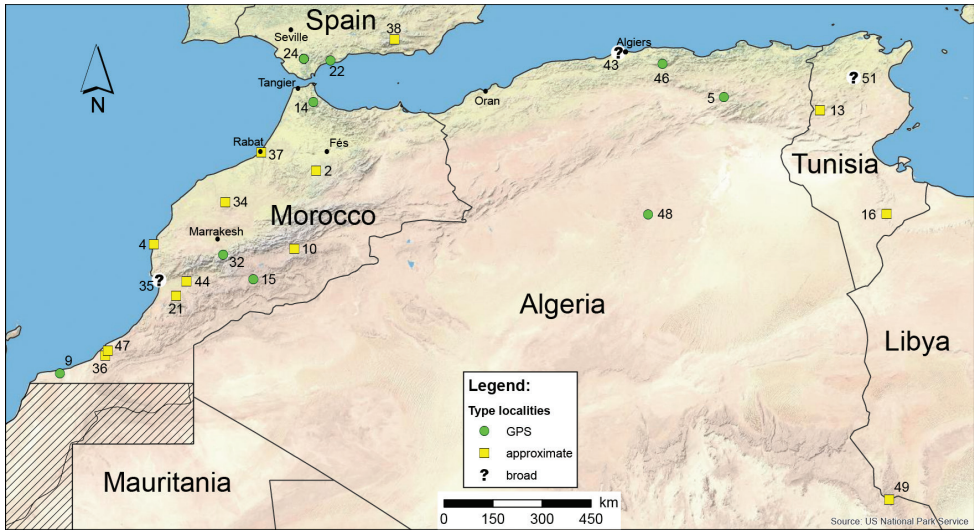 Spain
38
Seville
24
22
Algiers
43
46
51
Tangier
N
14
5
Oran
13
Rabat
37
Fés
2
Tunisia
34
Morocco
48
16
Marrakesh
4
32
10
35
44
15
21
Algeria
Libya
47
36
9
Legend:
Type localities
GPS
approximate
? broad
Mauritania
km
0 150 300 450
49
Source: US National Park Service